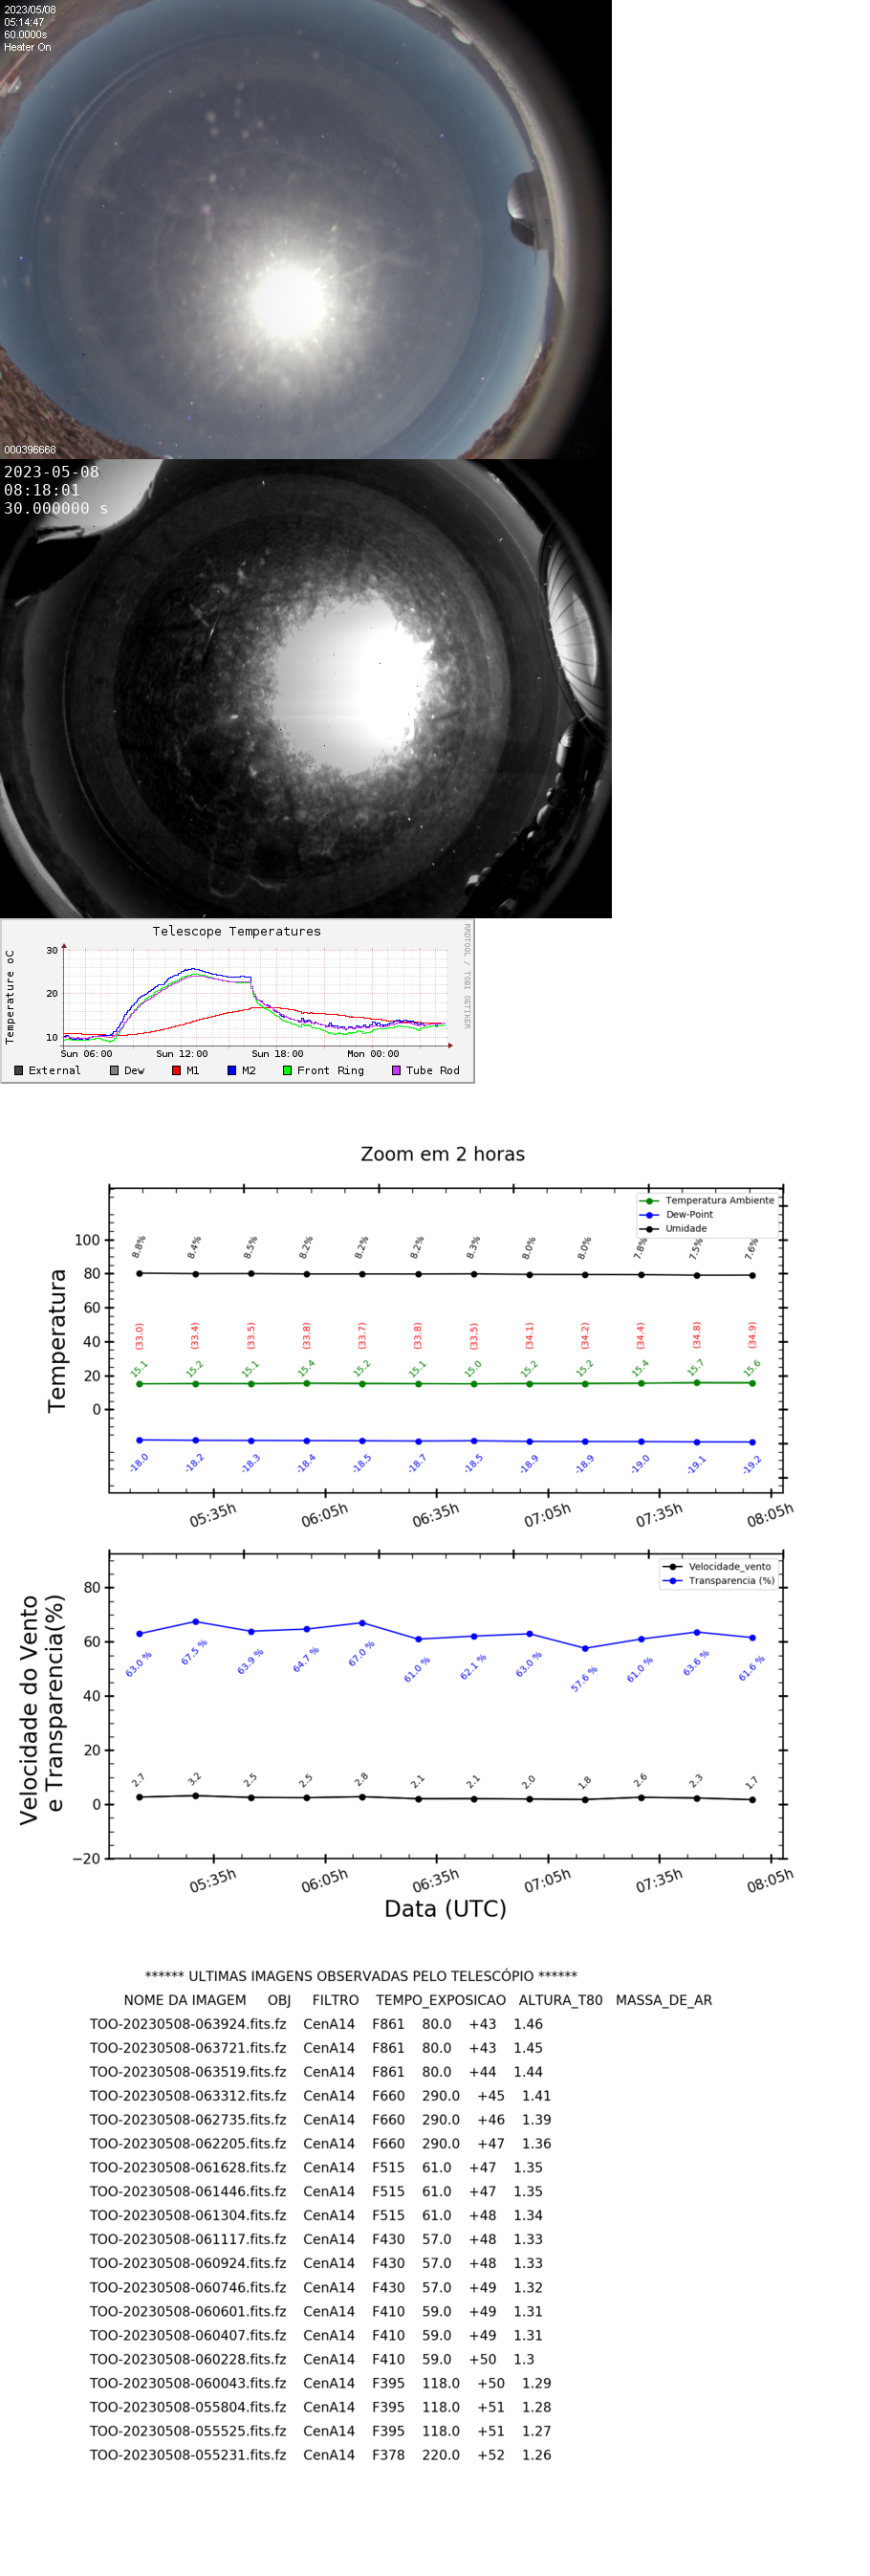 2023/05/08
05:14:47
60.0000s
Heater On
000396668
2023-05-08
08:18:01
30.000000 s
Telescope Temperatures
RRDTOOL / TOBI OETIKER
Temperature oC
30
20
10
Sun 06:00 Sun 12:00 Sun 18:00 Mon 00:00
External Dew M1 M2 Front Ring Tube Rod
Zoom em 2 horas
Temperatura Ambiente
Dew-Point
Umidade
Temperatura
100
80
60
40
20
0
8.8% 8.4% 8.5% 8.2% 8.2% 8.2% 8.3% 8.0% 8.0% 7.8% 7.5% 7.6%
(33.0) (33.4) (33.5) (33.8) (33.7) (33.8) (33.5) (34.1) (34.2) (34.4) (34.8) (34.9)
15.1 15.2 15.1 15.4 15.2 15.1 15.0 15.2 15.2 15.4 15.7 15.6
-18.0 -18.2 -18.3 -18.4 -18.5 -18.7 -18.5 -18.9 -18.9 -19.0 -19.1 -19.2
05:35h 06:05h 06:35h 07:05h 07:35h 08:05h
Velocidade_vento
Transparencia (%)
Velocidade do Vento
e Transparencia(%)
80
60
40
20
0
−20
63.0 % 67.5 % 63.9 % 64.7 % 67.0 % 61.0 % 62.1 % 63.0 % 57.6 % 61.0 % 63.6 % 61.6 %
2.7 3.2 2.5 2.5 2.8 2.1 2.1 2.0 1.8 2.6 2.3 1.7
05:35h 06:05h 06:35h 07:05h 07:35h 08:05h
Data (UTC)
****** ULTIMAS IMAGENS OBSERVADAS PELO TELESCÓPIO ******
NOME DA IMAGEM OBJ FILTRO TEMPO_EXPOSICAO ALTURA_T80 MASSA_DE_AR
TOO-20230508-063924.fits.fz CenA14 F861 80.0 +43 1.46
TOO-20230508-063721.fits.fz CenA14 F861 80.0 +43 1.45
TOO-20230508-063519.fits.fz CenA14 F861 80.0 +44 1.44
TOO-20230508-063312.fits.fz CenA14 F660 290.0 +45 1.41
TOO-20230508-062735.fits.fz CenA14 F660 290.0 +46 1.39
TOO-20230508-062205.fits.fz CenA14 F660 290.0 +47 1.36
TOO-20230508-061628.fits.fz CenA14 F515 61.0 +47 1.35
TOO-20230508-061446.fits.fz CenA14 F515 61.0 +47 1.35
TOO-20230508-061304.fits.fz CenA14 F515 61.0 +48 1.34
TOO-20230508-061117.fits.fz CenA14 F430 57.0 +48 1.33
TOO-20230508-060924.fits.fz CenA14 F430 57.0 +48 1.33
TOO-20230508-060746.fits.fz CenA14 F430 57.0 +49 1.32
TOO-20230508-060601.fits.fz CenA14 F410 59.0 +49 1.31
TOO-20230508-060407.fits.fz CenA14 F410 59.0 +49 1.31
TOO-20230508-060228.fits.fz CenA14 F410 59.0 +50 1.3
TOO-20230508-060043.fits.fz CenA14 F395 118.0 +50 1.29
TOO-20230508-055804.fits.fz CenA14 F395 118.0 +51 1.28
TOO-20230508-055525.fits.fz CenA14 F395 118.0 +51 1.27
TOO-20230508-055231.fits.fz CenA14 F378 220.0 +52 1.26